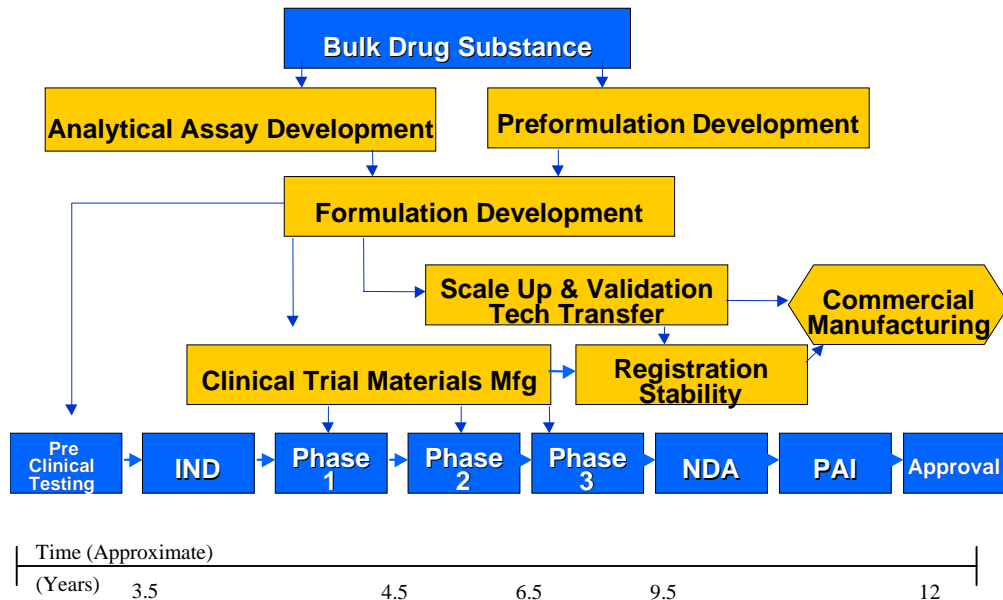 Bulk Drug Substance
Analytical Assay Development
Preformulation Development
Formulation Development
Scale Up & Validation
Tech Transfer
Commercial
Manufacturing
Clinical Trial Materials Mfg
Registration
Stability
Pre
Clinical
Testing
IND
Phase
1
Phase
2
Phase
3
NDA
PAI
Approval
Time (Approximate)
(Years)
3.5
4.5
6.5
9.5
12